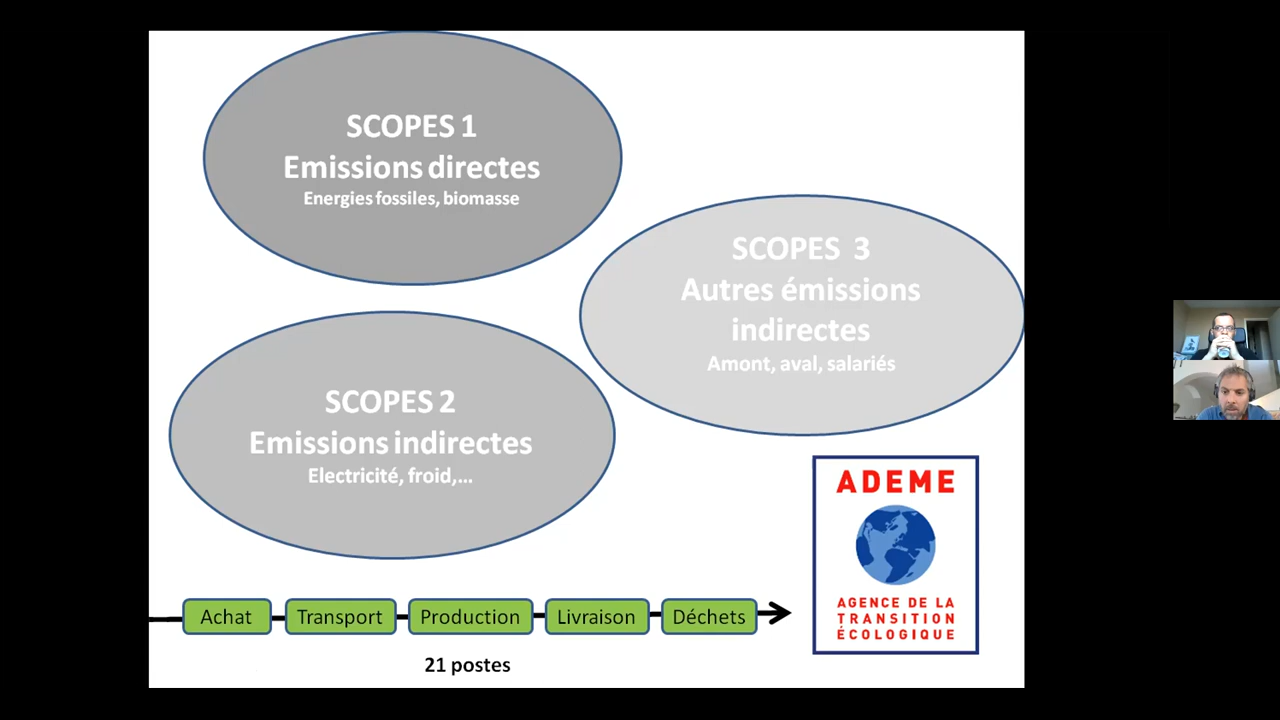 SCOPES 1
Emissions directes
Energies fossiles, biomasse
SCOPES 3
Autres émissions
indirectes
Amont, aval, salariés
SCOPES 2
Emissions indirectes
Electricité, froid,...
ADEME
AGENCE DE LA
TRANSITION
ÉCOLOGIQUE
Achat
Transport
Production
Livraison
Déchets
21 postes